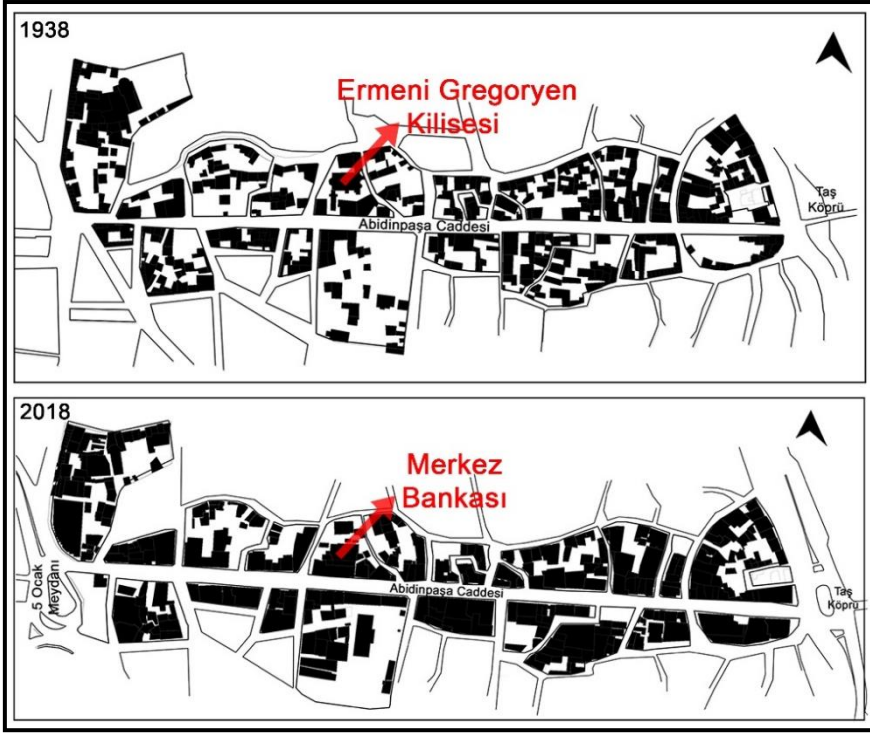 1938
Ermeni Gregoryen
Kilisesi
Taş
Köprü
Abidinpaşa Caddesi
2018
Merkez
Bankası
5 Ocak
Meydanı
Abidinpaşa Caddesi
Taş
Köprü